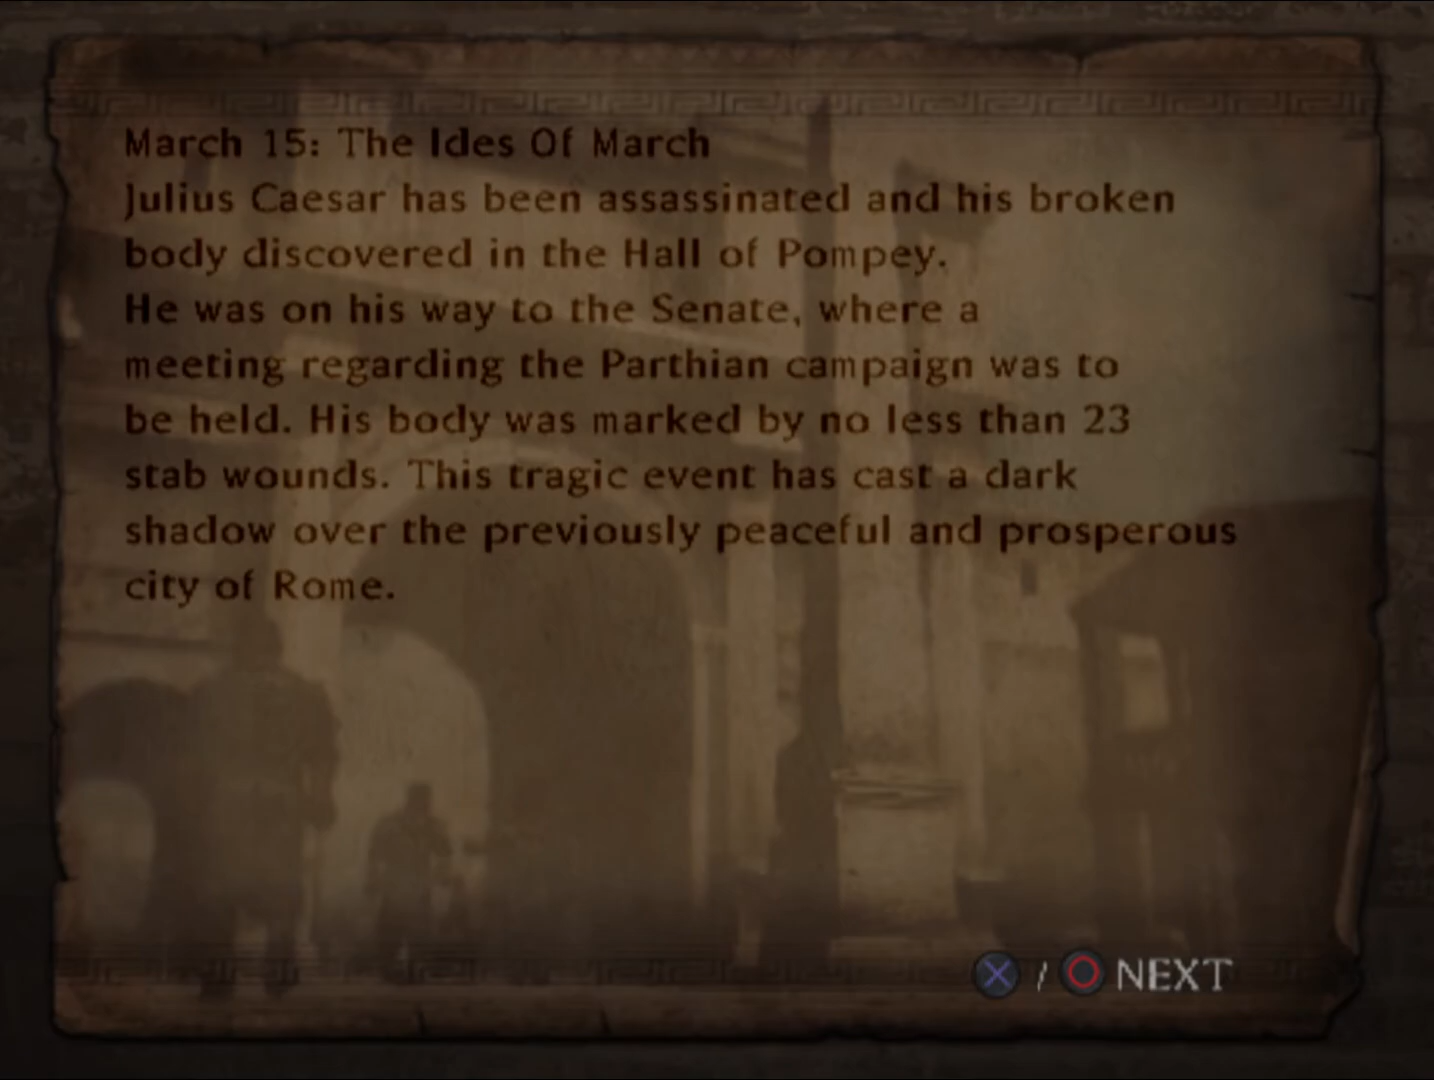 March 15: The Ides Of March
Julius Caesar has been assassinated and his broken
body discovered in the Hall of Pompey.
He was on his way to the Senate, where a
meeting regarding the Parthian campaign was to
be held. His body was marked by no less than 23
stab wounds. This tragic event has cast a dark
shadow over the previously peaceful and prosperous
city of Rome.
/ NEXT